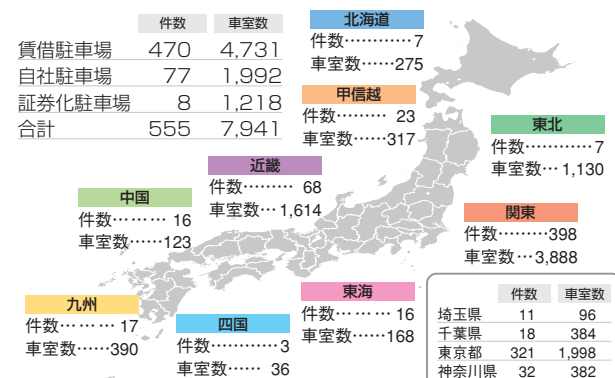 件数 車室数
賃借駐車場 470 4,731
自社駐車場 77 1,992
証券化駐車場 8 1,218
合計 555 7,941
北海道
件数…………7
車室数……275
甲信越
件数……… 23
車室数……317
東北
件数…………7
車室数…1,130
近畿
件数……… 68
車室数…1,614
中国
件数……… 16
車室数……123
関東
件数………398
車室数…3,888
東海
件数……… 16
車室数……168
九州
件数……… 17
車室数……390
四国
件数…………3
車室数…… 36
件数 車室数
埼玉県 11 96
千葉県 18 384
東京都 321 1,998
神奈川県 32 382